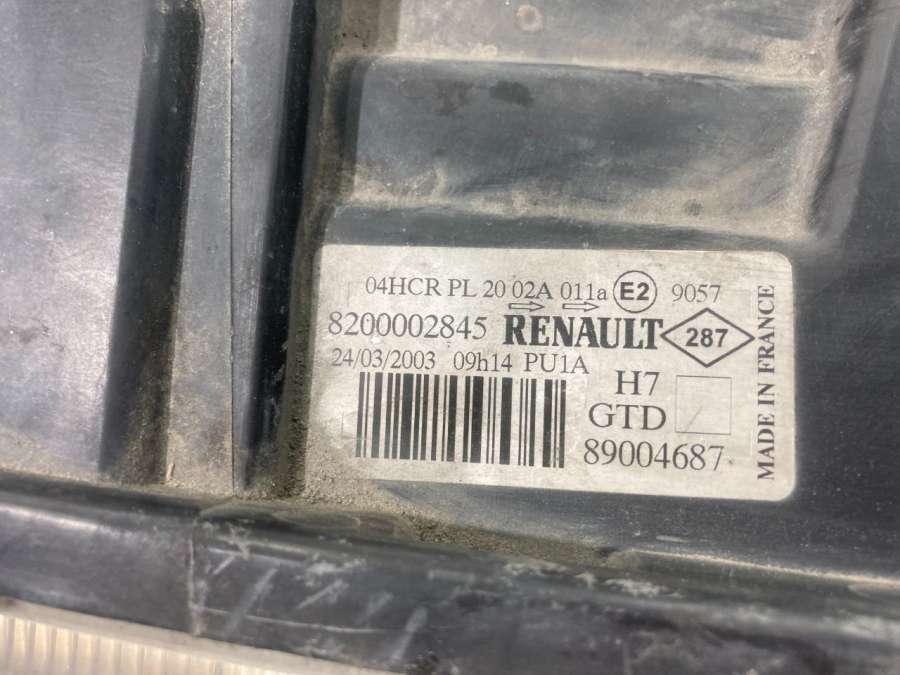 04HCR PL 20 02A 011a E2 9057
8200002845 RENAULT 287
24/03/2003 09h14 PU1A
H7
GTD
89004687
MADE IN FRANCE